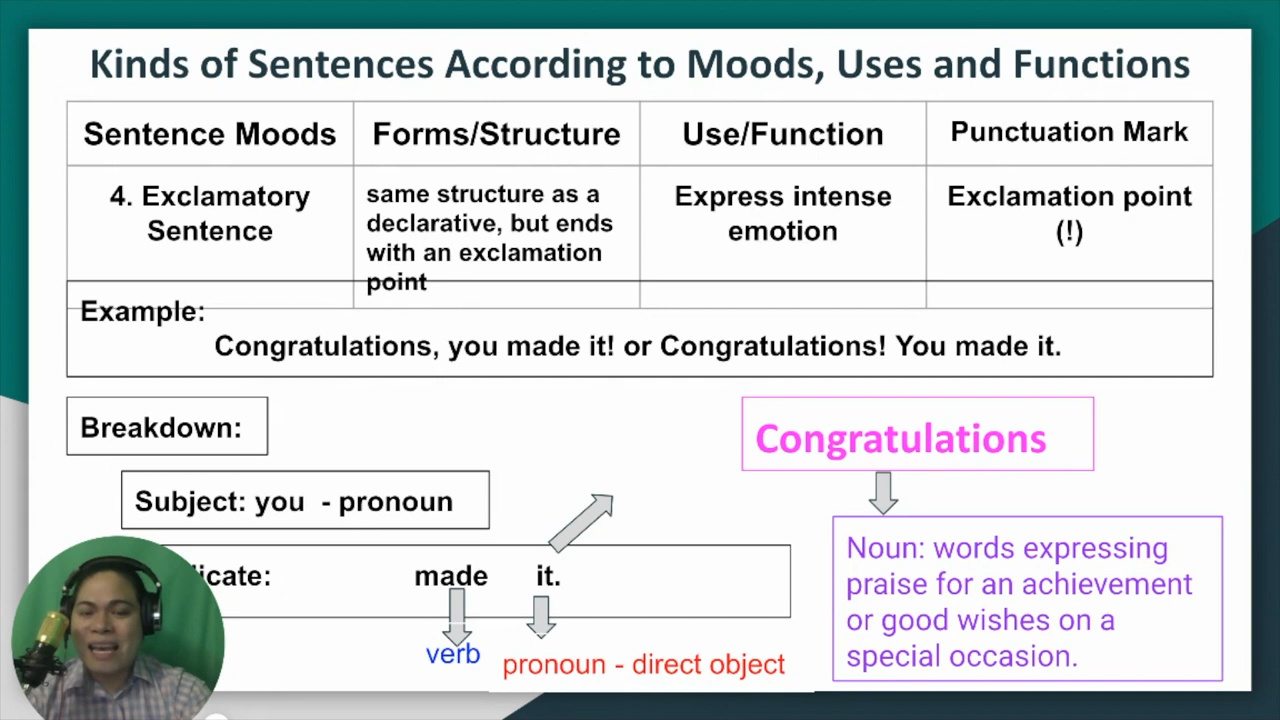 Kinds of Sentences According to Moods, Uses and Functions
Sentence Moods Forms/Structure Use/Function Punctuation Mark
4. Exclamatory Sentence
same structure as a
declarative, but ends
with an exclamation
point
Express intense
emotion
Exclamation point
(!)
Example:
Congratulations, you made it! or Congratulations! You made it.
Breakdown:
Subject: you - pronoun
dicate: made it.
verb
pronoun - direct object
Congratulations
Noun: words expressing
praise for an achievement
or good wishes on a
special occasion.